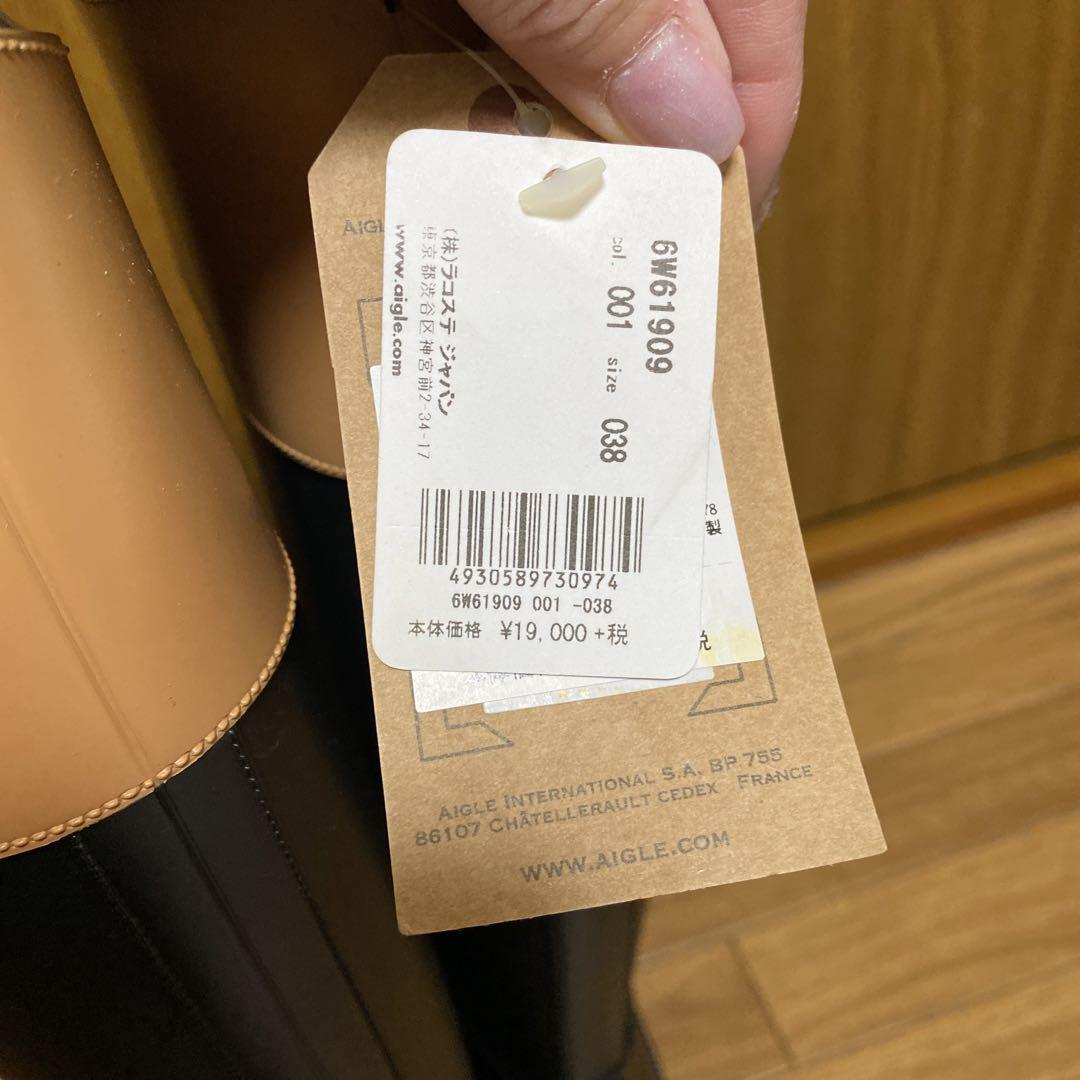 6W61909
col. 001 size 038
(株)ラコステ ジャパン
東京都渋谷区神宮前2-34-17
www.aigle.com
4930589730974
6W61909 001 -038
本体価格 ¥19,000+税
製
税
AIGLE INTERNATIONAL S.A. BP 755
86107 CHÂTELLERAULT CEDEX FRANCE
WWW.AIGLE.COM